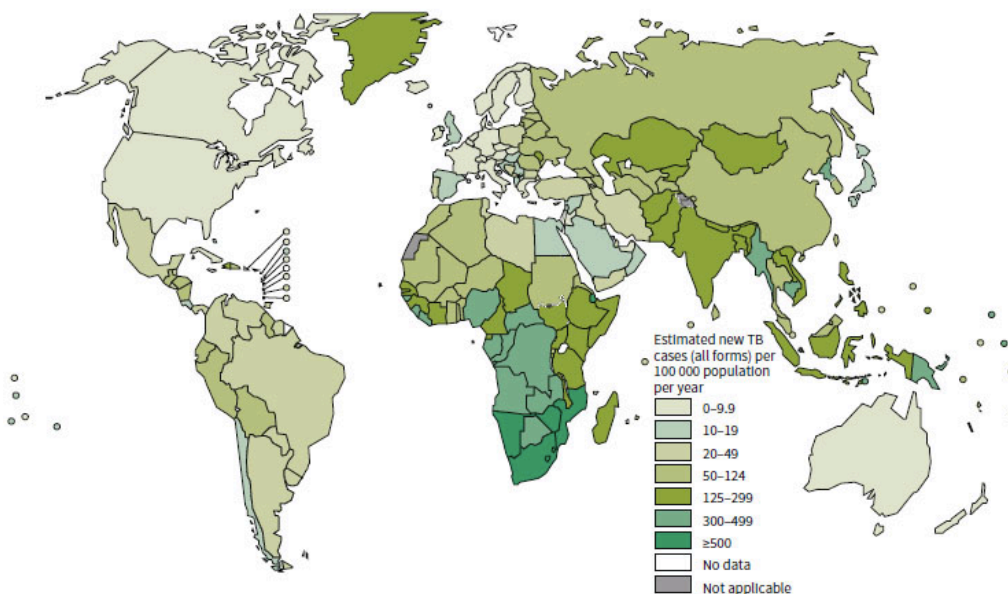 Estimated new TB
cases (all forms) per
100 000 population
per year
0–9.9
10–19
20–49
50–124
125–299
300–499
≥500
No data
Not applicable